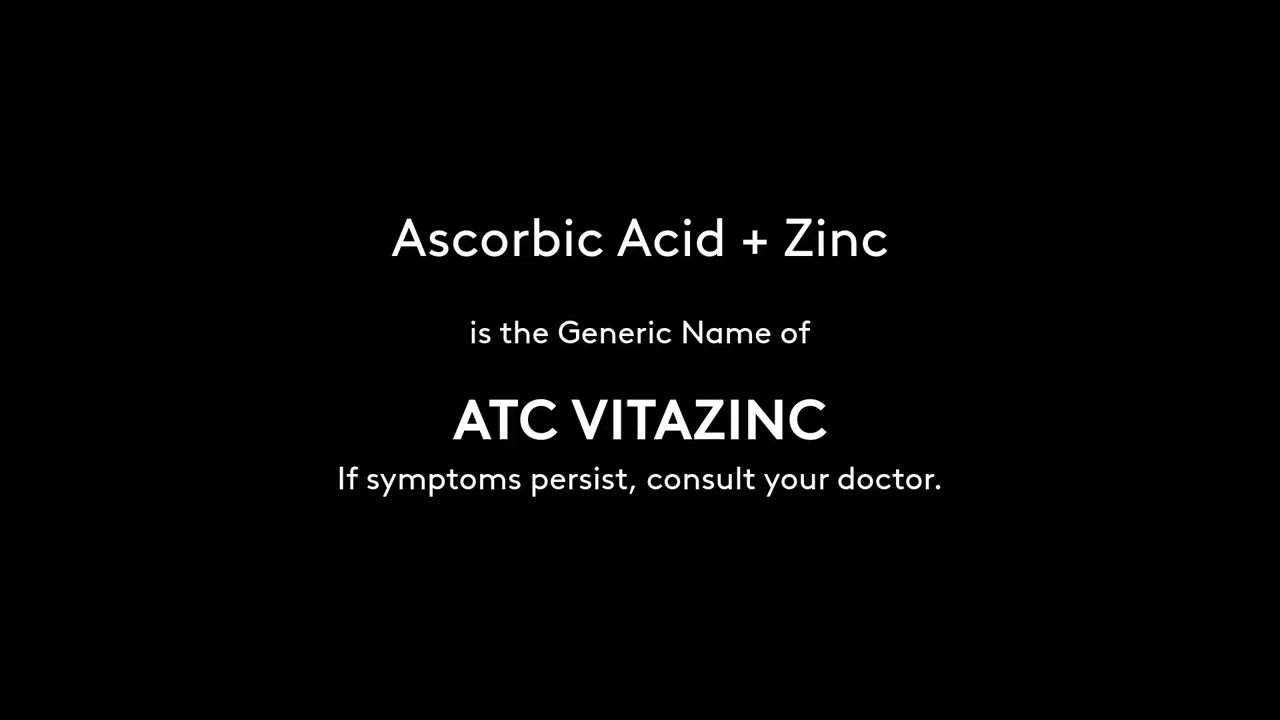 Ascorbic Acid + Zinc
is the Generic Name of
ATC VITAZINC
If symptoms persist, consult your doctor.